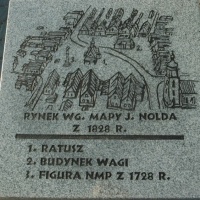 RYNEK WG. MAPY J. NOLDA
Z 1828 R.
1. RATUSZ
2. BUDYNEK WAGI
3. FIGURA NMP Z 1728 R.